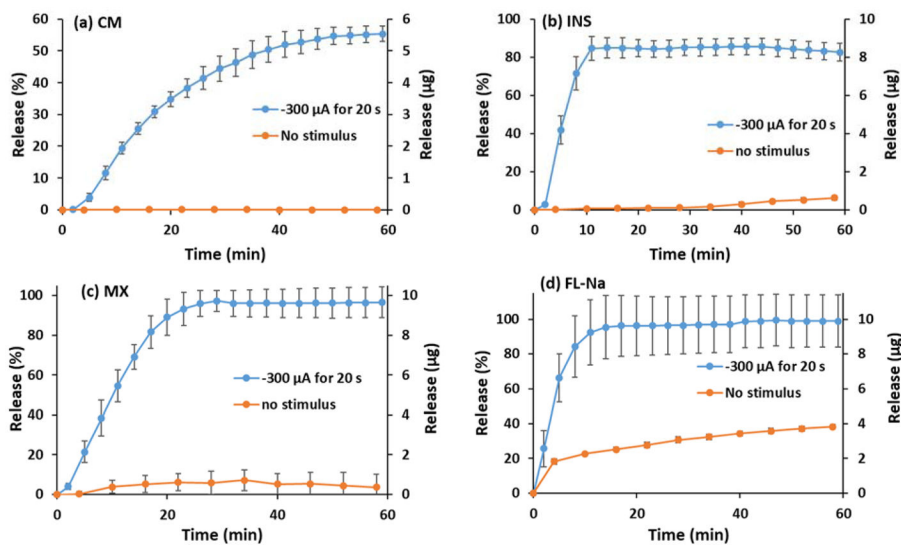 (a) CM
60
50
40
30
20
10
0
Release (%)
6
5
4
3
2
1
0
Release (µg)
-300 µA for 20 s
No stimulus
0 20 40 60
Time (min)
(b) INS
100
80
60
40
20
0
Release (%)
10
8
6
4
2
0
Release (µg)
-300 µA for 20 s
no stimulus
0 10 20 30 40 50 60
Time (min)
(c) MX
100
80
60
40
20
0
Release (%)
10
8
6
4
2
0
Release (µg)
-300 µA for 20 s
no stimulus
0 20 40 60
Time (min)
(d) FL-Na
120
100
80
60
40
20
0
Release (%)
10
8
6
4
2
0
Release (µg)
-300 µA for 20 s
No stimulus
0 20 40 60
Time (min)